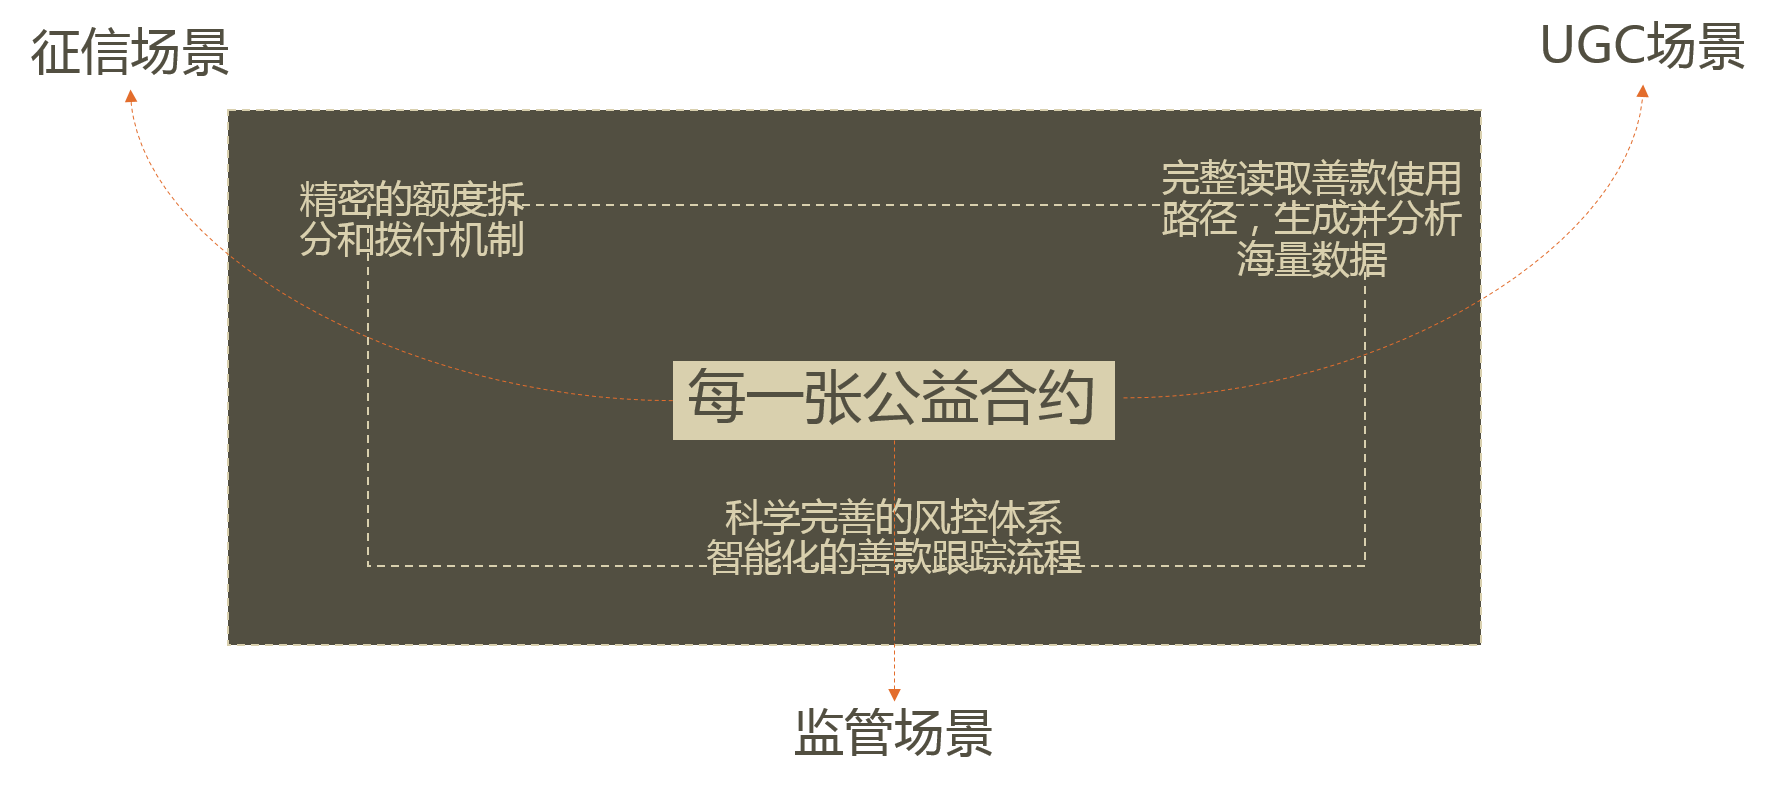 征信场景
UGC场景
精密的额度拆
分和拨付机制
完整读取善款使用
路径，生成并分析
海量数据
每一张公益合约
科学完善的风控体系
智能化的善款跟踪流程
监管场景